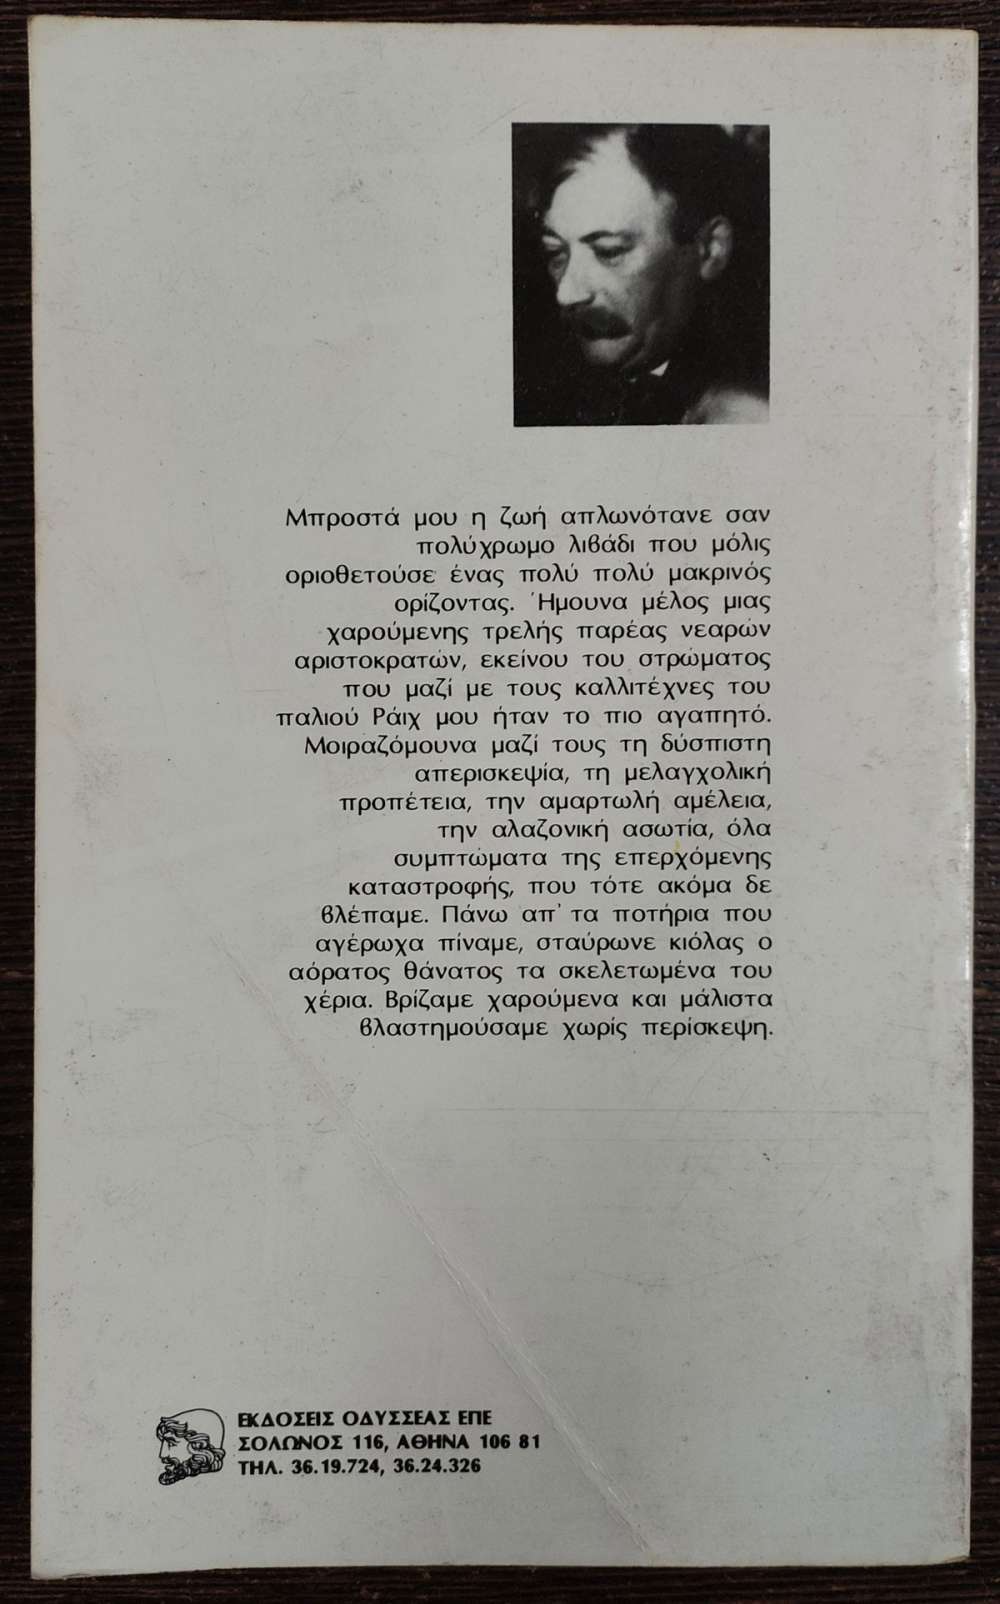 Μπροστά μου η ζωή απλωνότανε σαν
πολύχρωμο λιβάδι που μόλις
οριοθετούσε ένας πολύ πολύ μακρινός
ορίζοντας. Ήμουνα μέλος μιας
χαρούμενης τρελής παρέας νεαρών
αριστοκρατών, εκείνου του στρώματος
που μαζί με τους καλλιτέχνες του
παλιού Ράιχ μου ήταν το πιο αγαπητό.
Μοιραζόμουνα μαζί τους τη δύσπιστη
απερισκεψία, τη μελαγχολική
προπέτεια, την αμαρτωλή αμέλεια,
την αλαζονική ασωτία, όλα
συμπτώματα της επερχόμενης
καταστροφής, που τότε ακόμα δε
βλέπαμε. Πάνω απ' τα ποτήρια που
αγέρωχα πίναμε, σταύρωνε κιόλας ο
αόρατος θάνατος τα σκελετωμένα του
χέρια. Βρίζαμε χαρούμενα και μάλιστα
βλαστημούσαμε χωρίς περίσκεψη.
ΕΚΔΟΣΕΙΣ ΟΔΥΣΣΕΑΣ ΕΠΕ
ΣΟΛΩΝΟΣ 116, ΑΘΗΝΑ 106 81
ΤΗΛ. 36.19.724, 36.24.326